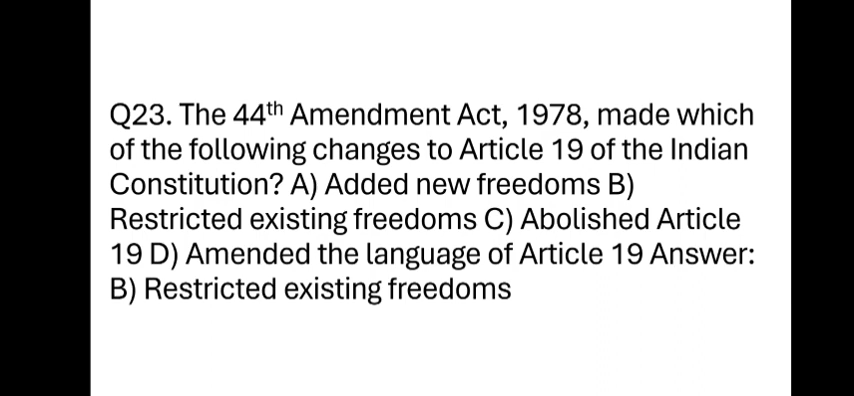 Q23. The 44th Amendment Act, 1978, made which
of the following changes to Article 19 of the Indian
Constitution? A) Added new freedoms B)
Restricted existing freedoms C) Abolished Article
19 D) Amended the language of Article 19 Answer:
B) Restricted existing freedoms